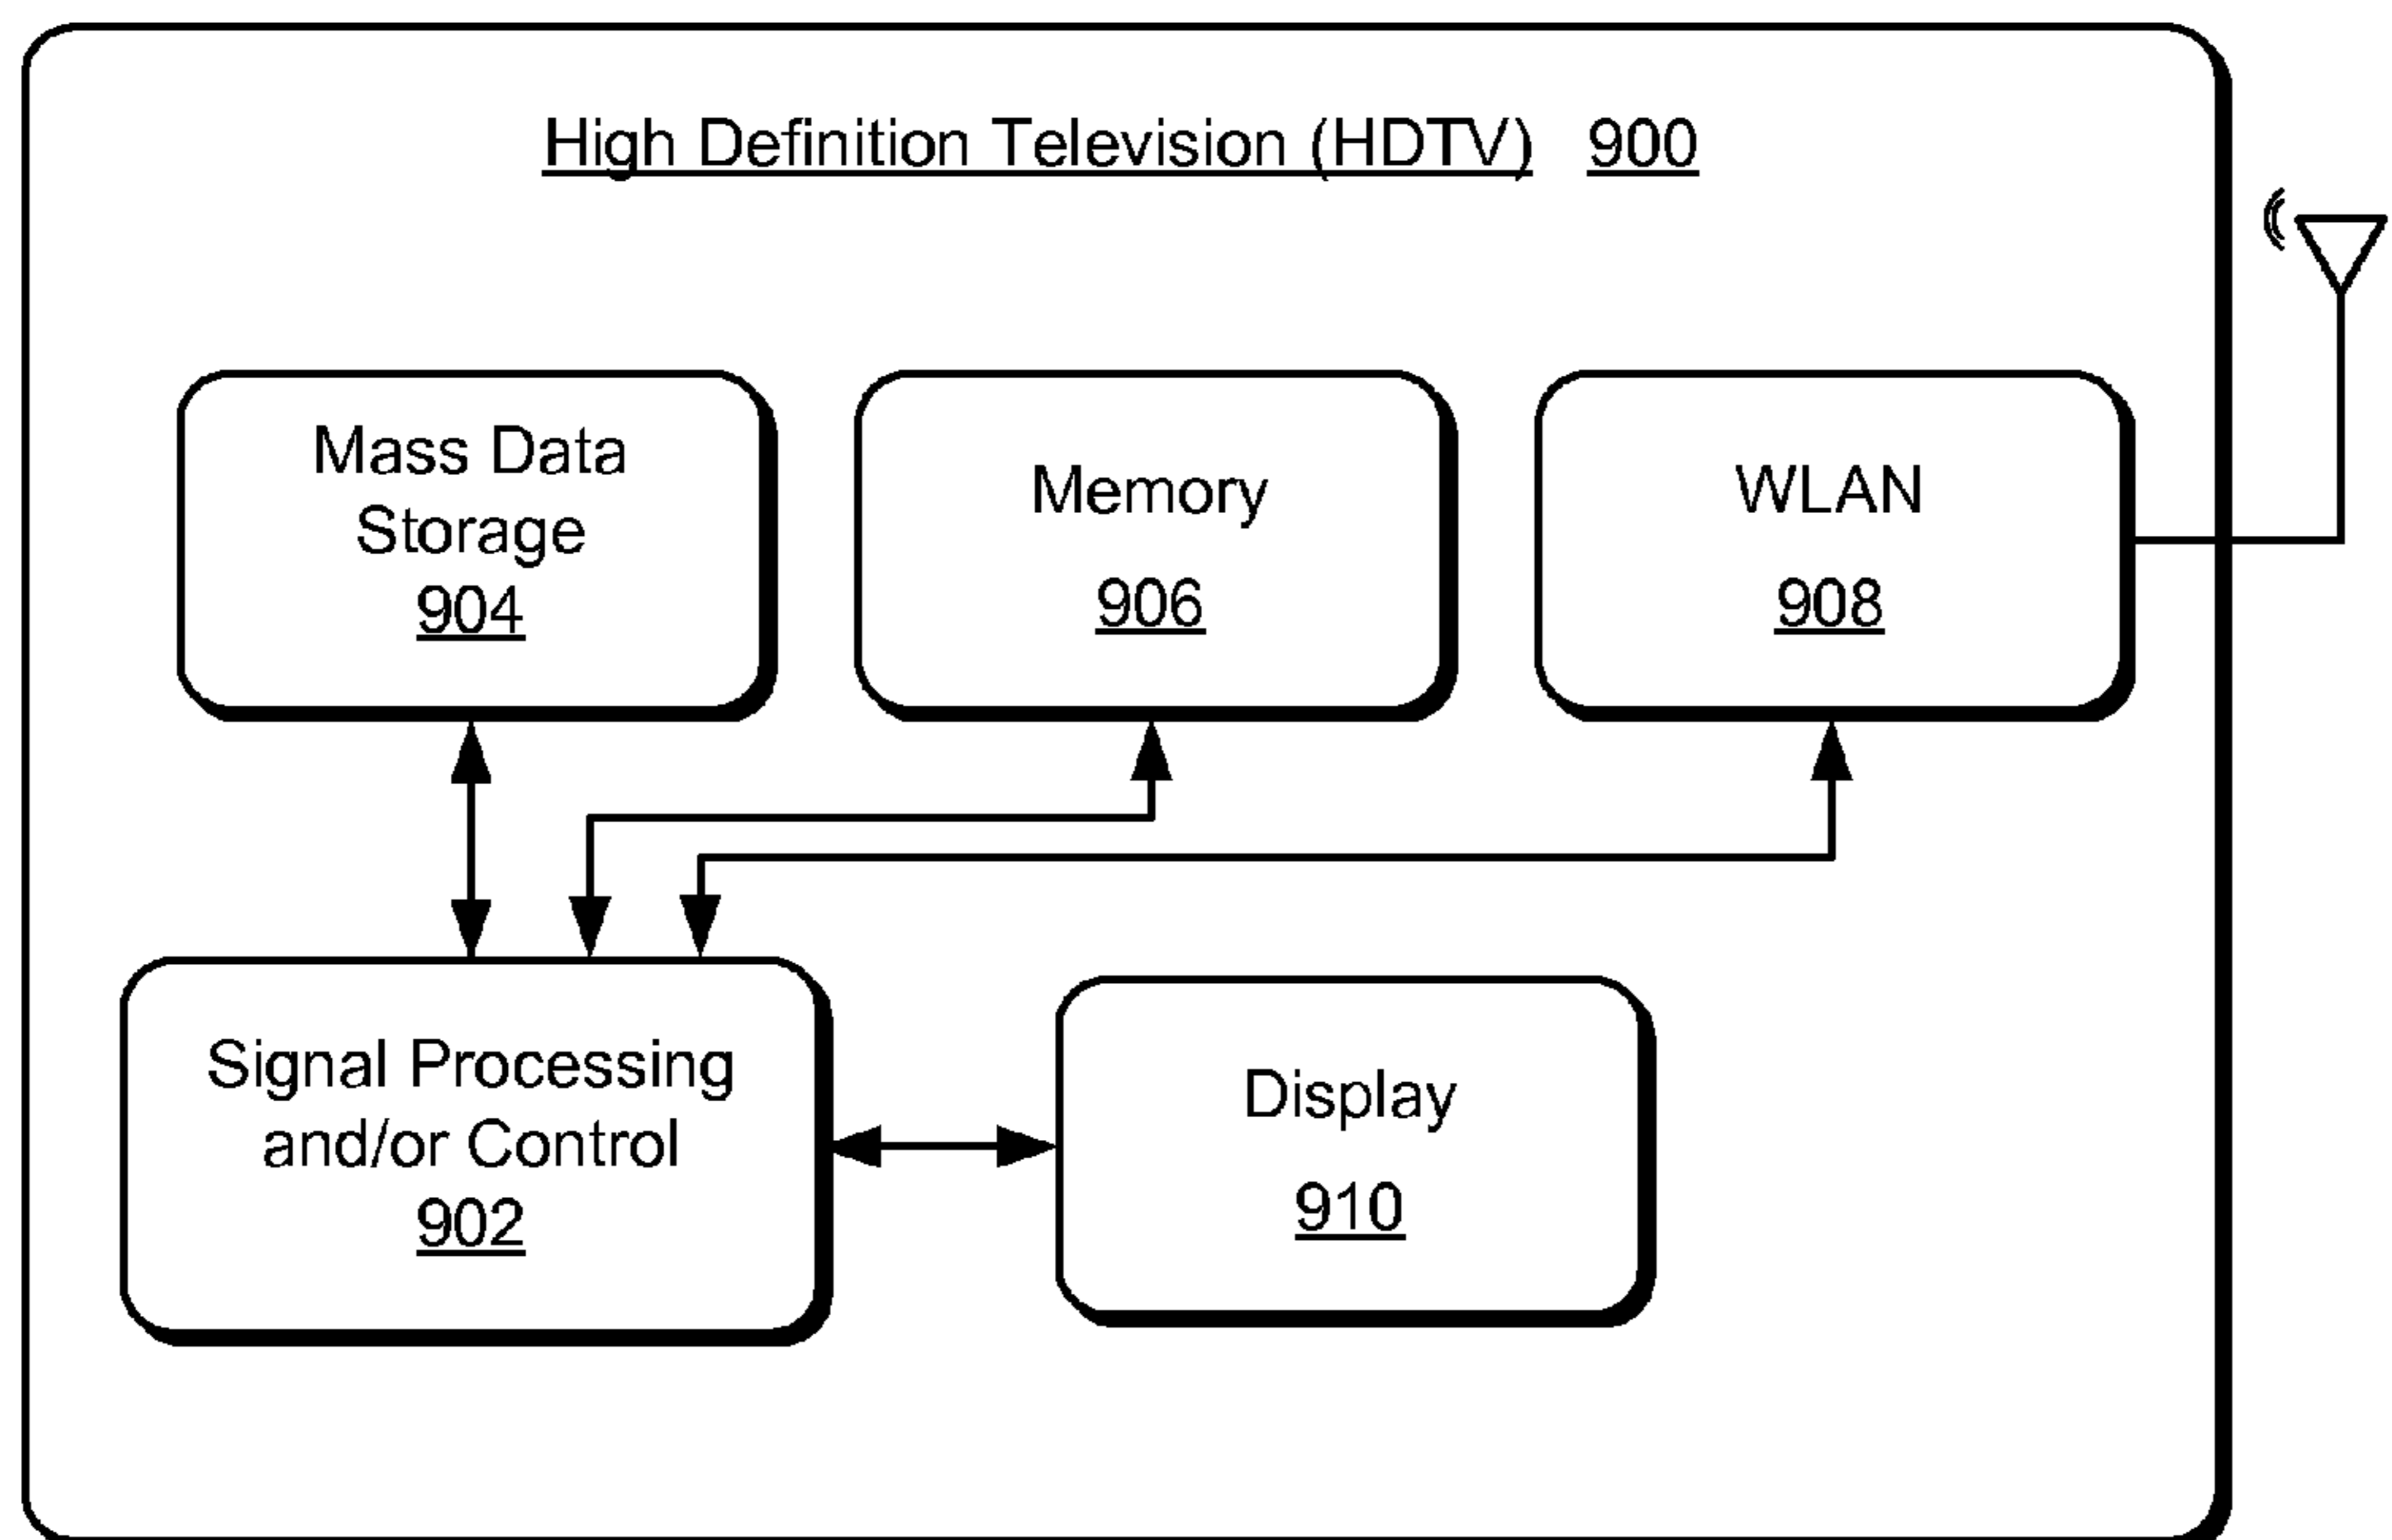 High Definition Television (HDTV) 900
Mass Data
Storage
904
Memory
906
WLAN
908
Signal Processing
and/or Control
902
Display
910